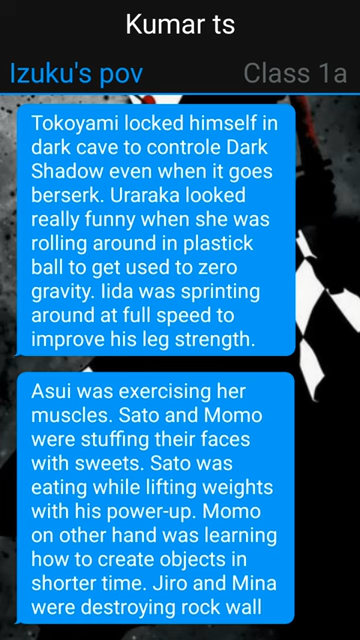 Kumar ts
Izuku's pov
Class 1a
Tokoyami locked himself in
dark cave to controle Dark
Shadow even when it goes
berserk. Uraraka looked
really funny when she was
rolling around in plastick
ball to get used to zero
gravity. Iida was sprinting
around at full speed to
improve his leg strength.
Asui was exercising her
muscles. Sato and Momo
were stuffing their faces
with sweets. Sato was
eating while lifting weights
with his power-up. Momo
on other hand was learning
how to create objects in
shorter time. Jiro and Mina
were destroying rock wall